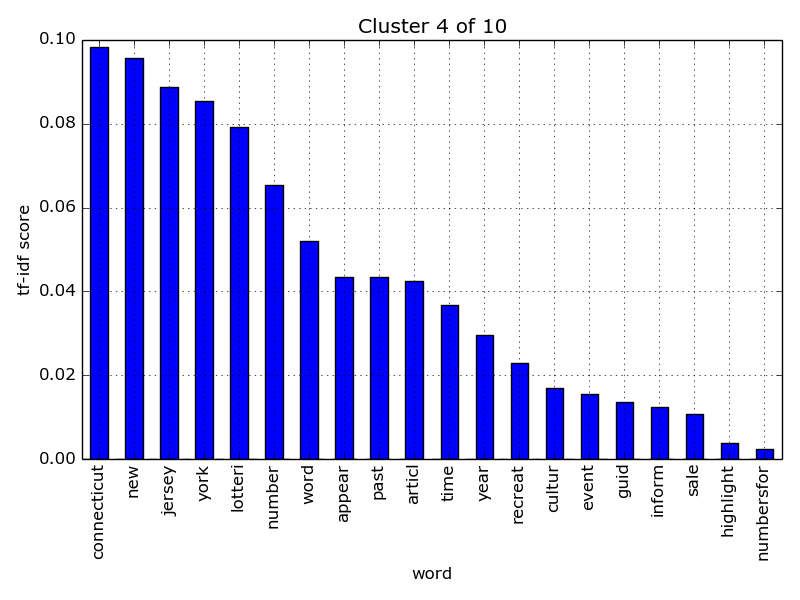 Cluster 4 of 10
tf-idf score
0.10
0.08
0.06
0.04
0.02
0.00
connecticut
new
jersey
york
lotteri
number
word
appear
past
articl
time
year
recreat
cultur
event
guid
inform
sale
highlight
numbersfor
word